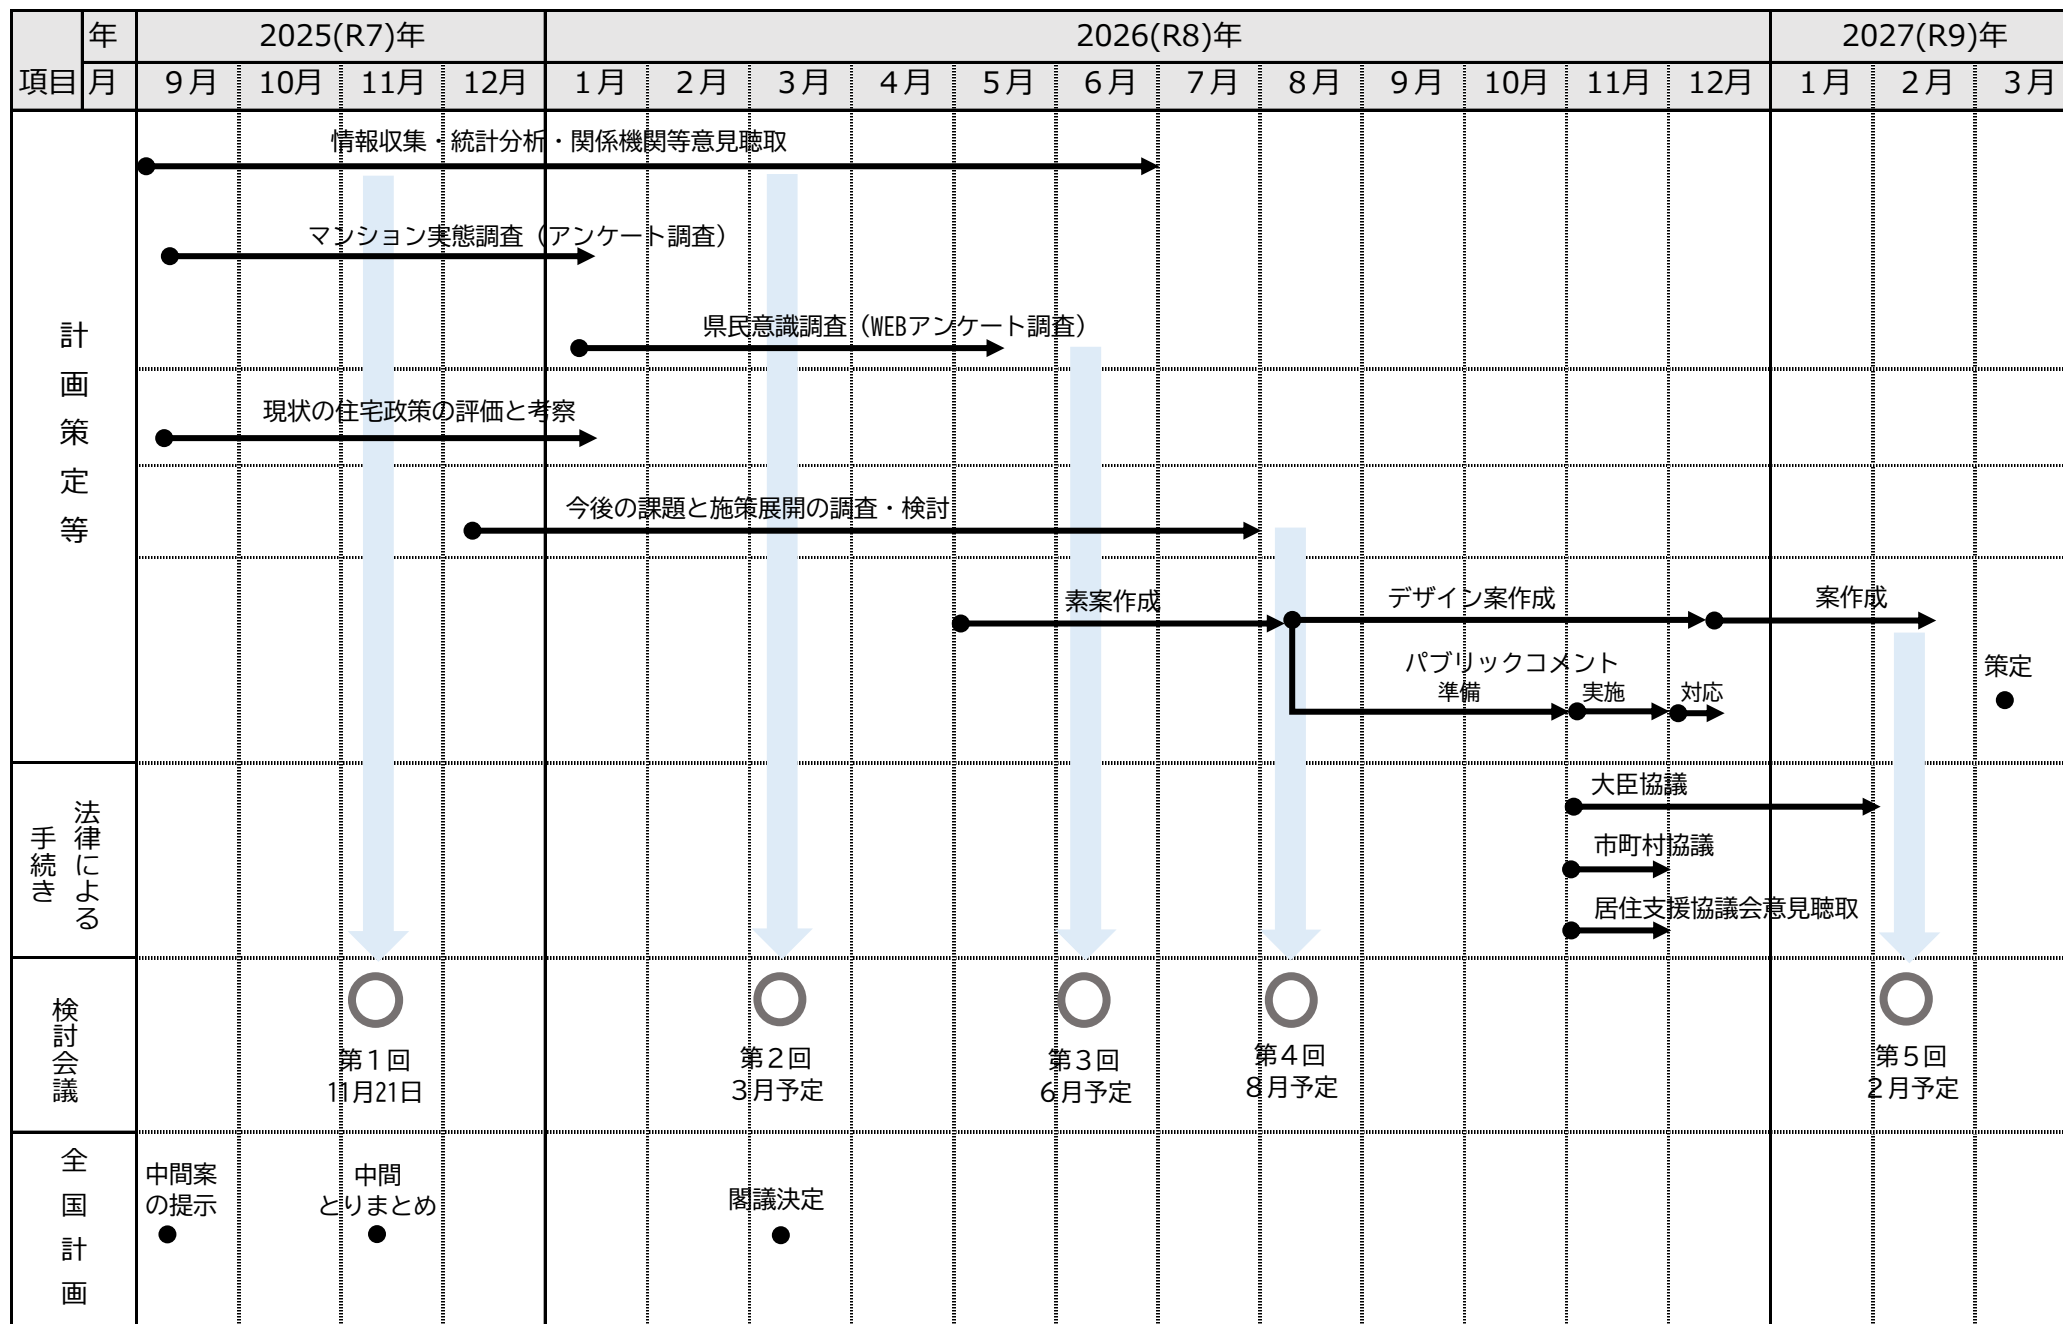 年 2025(R7)年 2026(R8)年 2027(R9)年
項目 月 ９月 10月 11月 12月 １月 ２月 ３月 ４月 ５月 ６月 ７月 ８月 ９月 10月 11月 12月 １月 ２月 ３月
計画策定等
情報収集・統計分析・関係機関等意見聴取
マンション実態調査（アンケート調査）
県民意識調査（WEBアンケート調査）
現状の住宅政策の評価と考察
今後の課題と施策展開の調査・検討
素案作成 デザイン案作成 案作成
パブリックコメント
準備 実施 対応
策定
法律による
手続き
大臣協議
市町村協議
居住支援協議会意見聴取
検討会議
第１回
11月21日
第２回
３月予定
第３回
６月予定
第４回
８月予定
第５回
２月予定
全国計画
中間案
の提示
中間
とりまとめ
閣議決定